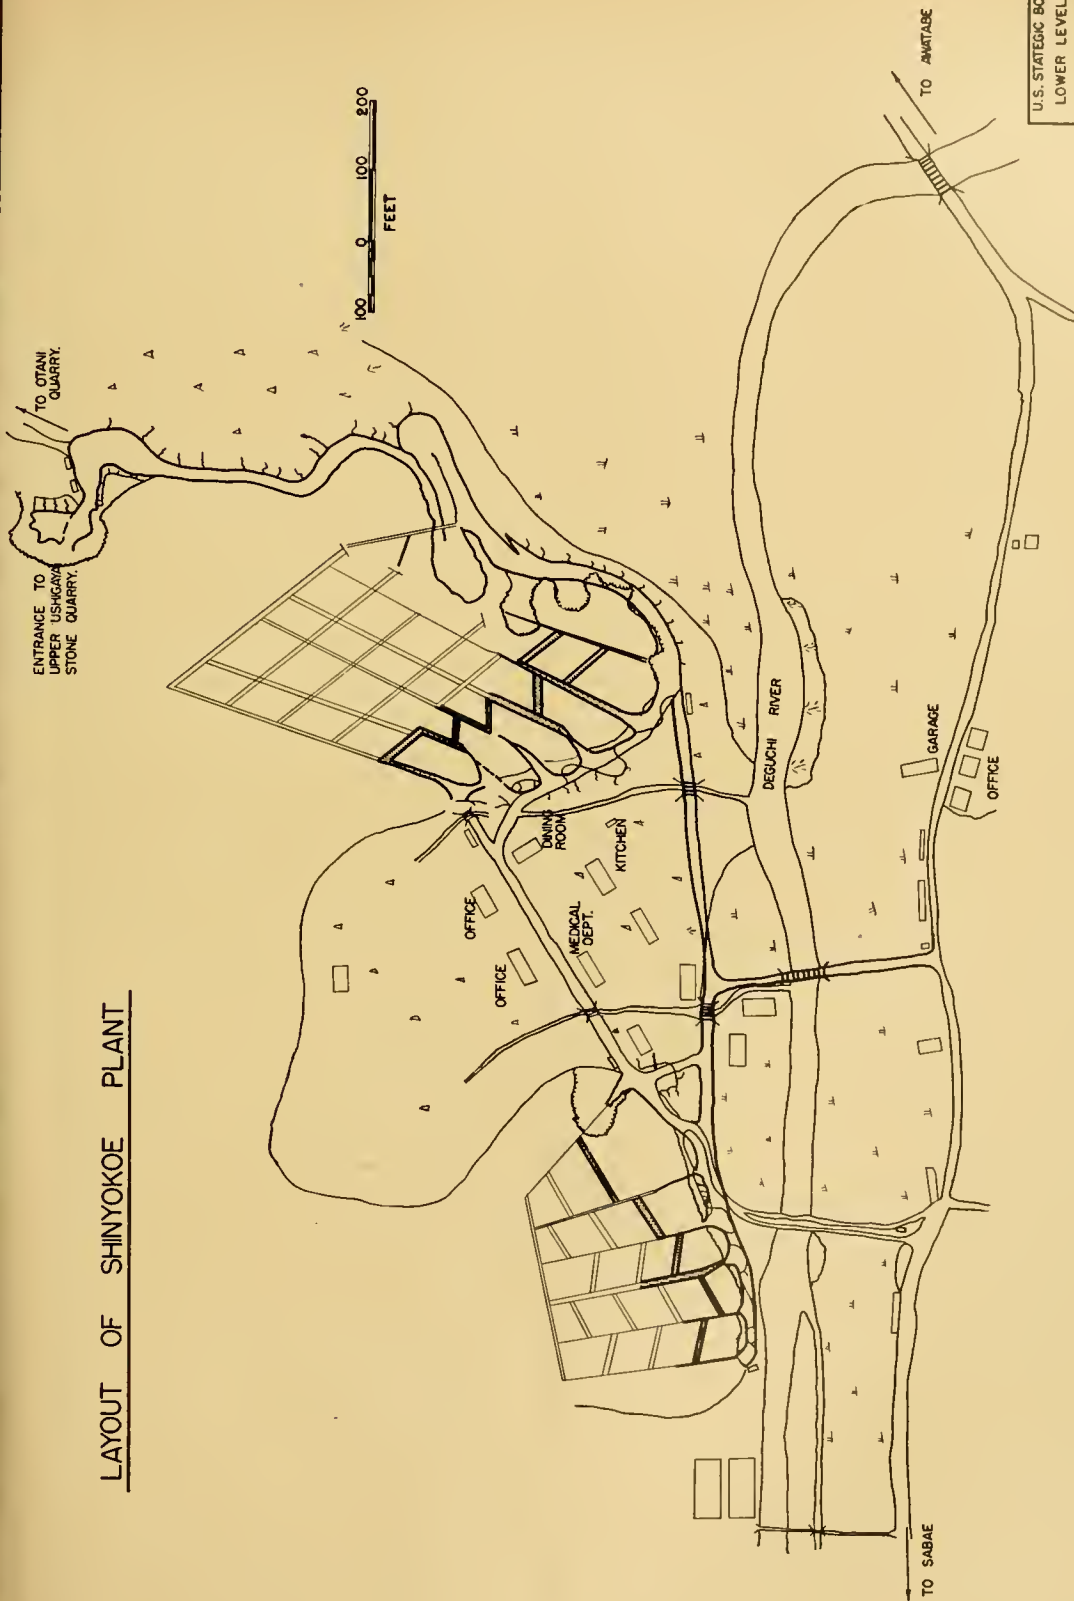 LAYOUT OF SHINYOKOE PLANT
ENTRANCE TO
UPPER USHIGAYA
STONE QUARRY.
TO OTANI
QUARRY.
100 0 100 200
FEET
DINING
ROOM
KITCHEN
OFFICE
OFFICE
MEDICAL
DEPT.
DEGUCHI RIVER
GARAGE
OFFICE
TO SABAE
TO AWATABE
U.S. STATEGIC BO
LOWER LEVEL